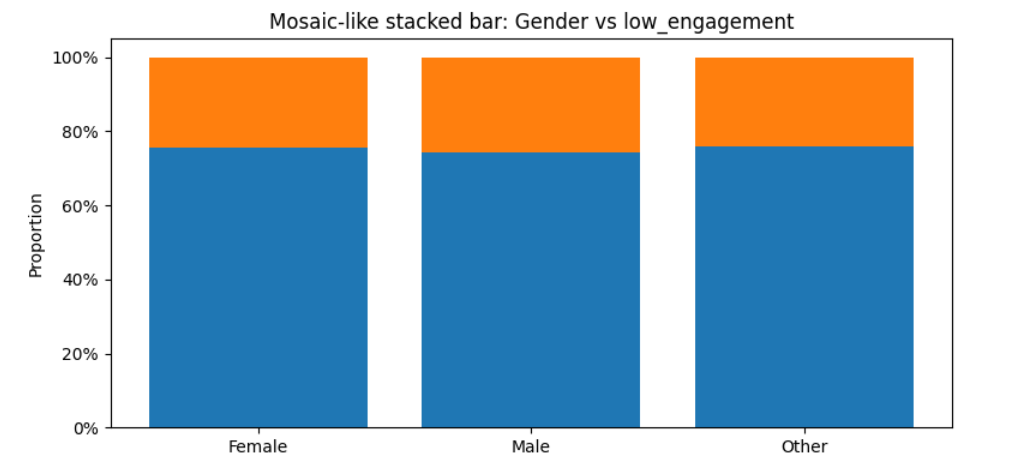 Mosaic-like stacked bar: Gender vs low_engagement
100%
80%
60%
40%
20%
0%
Proportion
Female Male Other